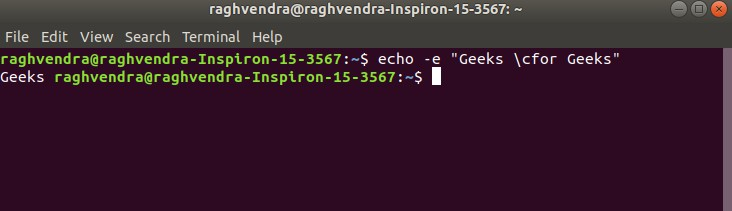 raghvendra@raghvendra-Inspiron-15-3567: ~
File Edit View Search Terminal Help
raghvendra@raghvendra-Inspiron-15-3567:~$ echo -e "Geeks \cfor Geeks"
Geeks raghvendra@raghvendra-Inspiron-15-3567:~$